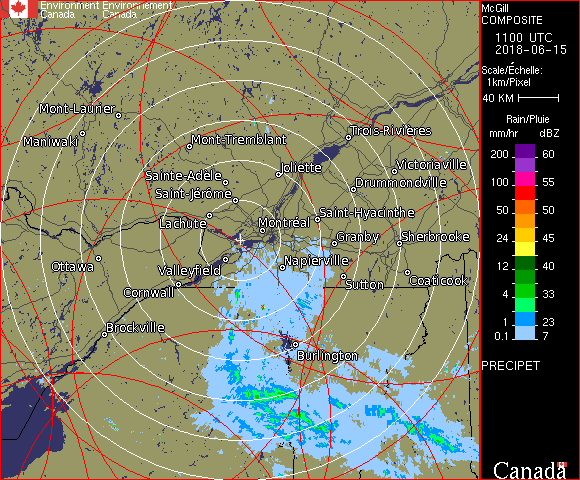 Environment Environnement
Canada Canada
Mont-Laurier
Maniwaki
Mont-Tremblant
Trois-Rivières
Sainte-Adèle
Joliette
Victoriaville
Saint-Jérôme
Drummondville
Lachute
Montréal
Saint-Hyacinthe
Granby
Sherbrooke
Ottawa
Valleyfield
Napierville
Cornwall
Sutton
Coaticook
Brockville
Burlington
McGill
COMPOSITE
1100 UTC
2018-06-15
Scale/Échelle:
1km/Pixel
40 KM
Rain/Pluie
mm/hr dBZ
200 60
155
100 55
50 50
24 45
12 40
4 33
1 23
0.1 7
PRECIPET
Canada